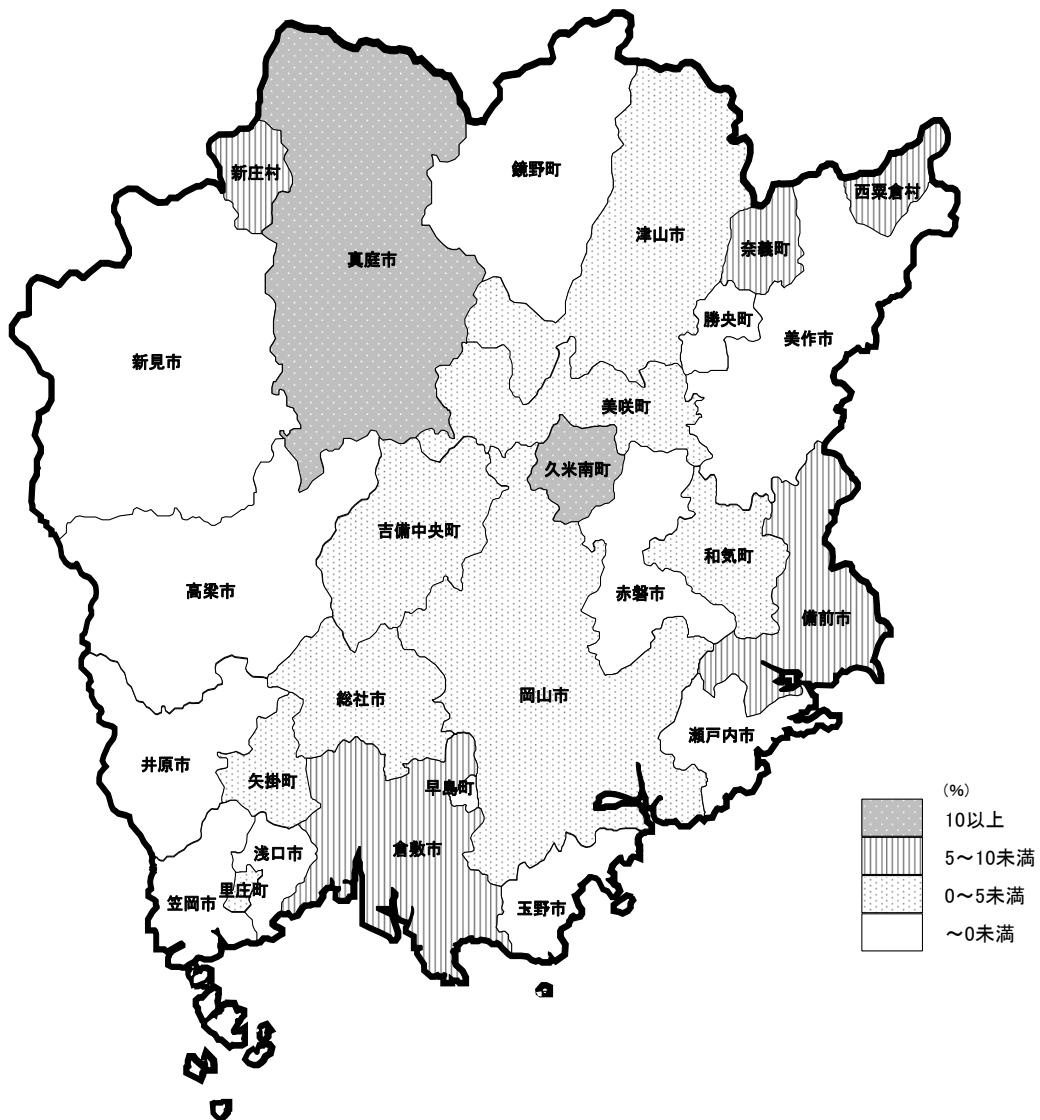 新庄村
鏡野町
西粟倉村
津山市
奈義町
真庭市
勝央町
美作市
新見市
美咲町
久米南町
吉備中央町
和気町
高梁市
赤磐市
備前市
総社市
岡山市
瀬戸内市
井原市
矢掛町
早島町
浅口市
倉敷市
里庄町
笠岡市
玉野市
(%)
10以上
5~10未満
0~5未満
~0未満